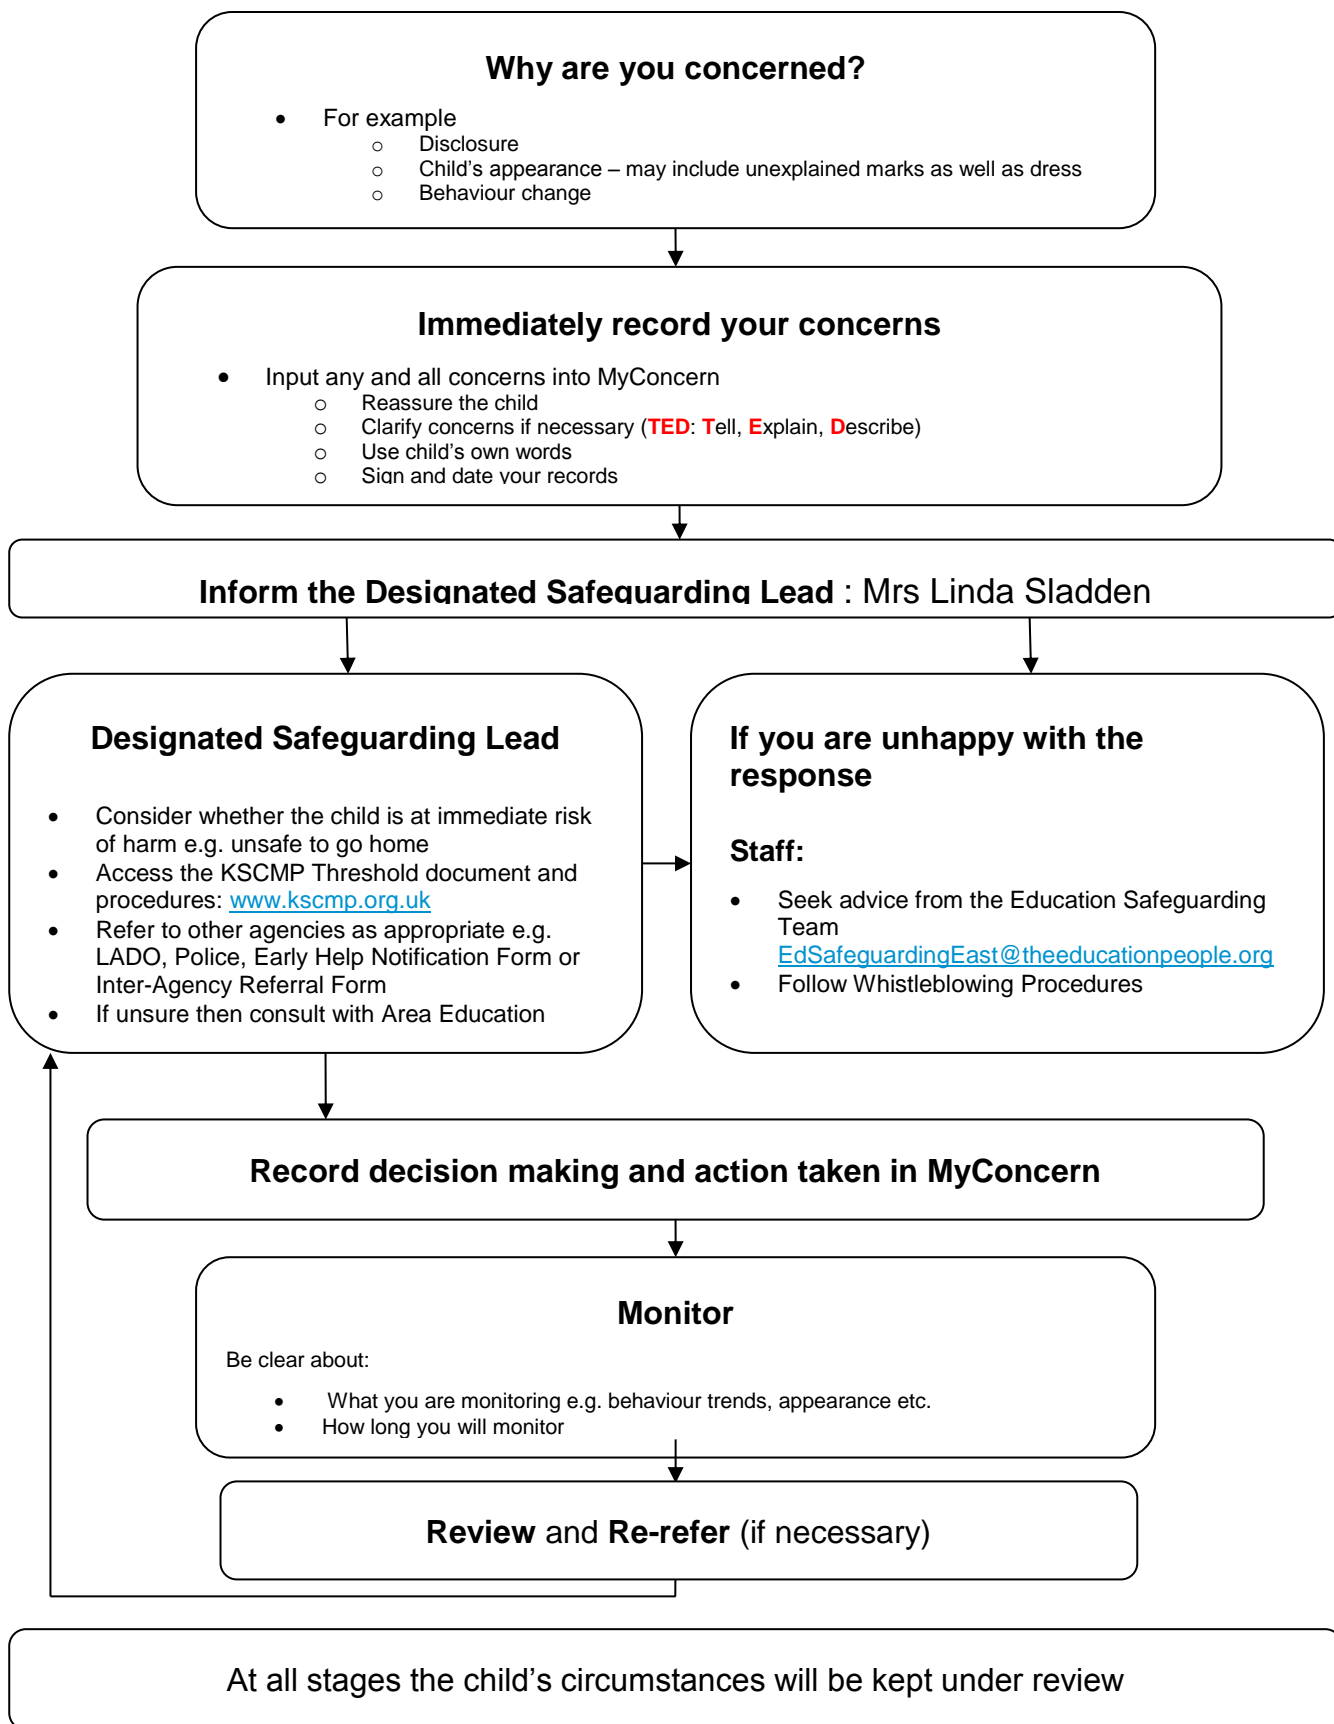 Why are you concerned?
• For example
o Disclosure
o Child’s appearance – may include unexplained marks as well as dress
o Behaviour change
Immediately record your concerns
• Input any and all concerns into MyConcern
o Reassure the child
o Clarify concerns if necessary (TED: Tell, Explain, Describe)
o Use child’s own words
o Sign and date your records
Inform the Designated Safeguarding Lead : Mrs Linda Sladden
Designated Safeguarding Lead
• Consider whether the child is at immediate risk
of harm e.g. unsafe to go home
• Access the KSCMP Threshold document and
procedures: www.kscmp.org.uk
• Refer to other agencies as appropriate e.g.
LADO, Police, Early Help Notification Form or
Inter-Agency Referral Form
• If unsure then consult with Area Education
If you are unhappy with the
response
Staff:
• Seek advice from the Education Safeguarding
Team
EdSafeguardingEast@theeducationpeople.org
• Follow Whistleblowing Procedures
Record decision making and action taken in MyConcern
Monitor
Be clear about:
• What you are monitoring e.g. behaviour trends, appearance etc.
• How long you will monitor
Review and Re-refer (if necessary)
At all stages the child’s circumstances will be kept under review